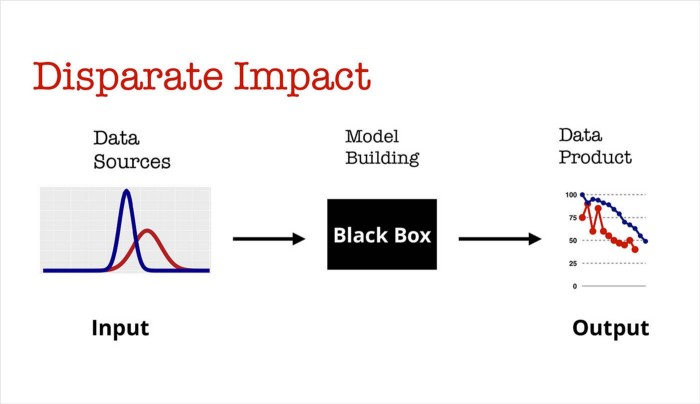 Disparate Impact
Data
Sources
Model
Building
Data
Product
Black Box
100
75
50
25
0
Input
Output